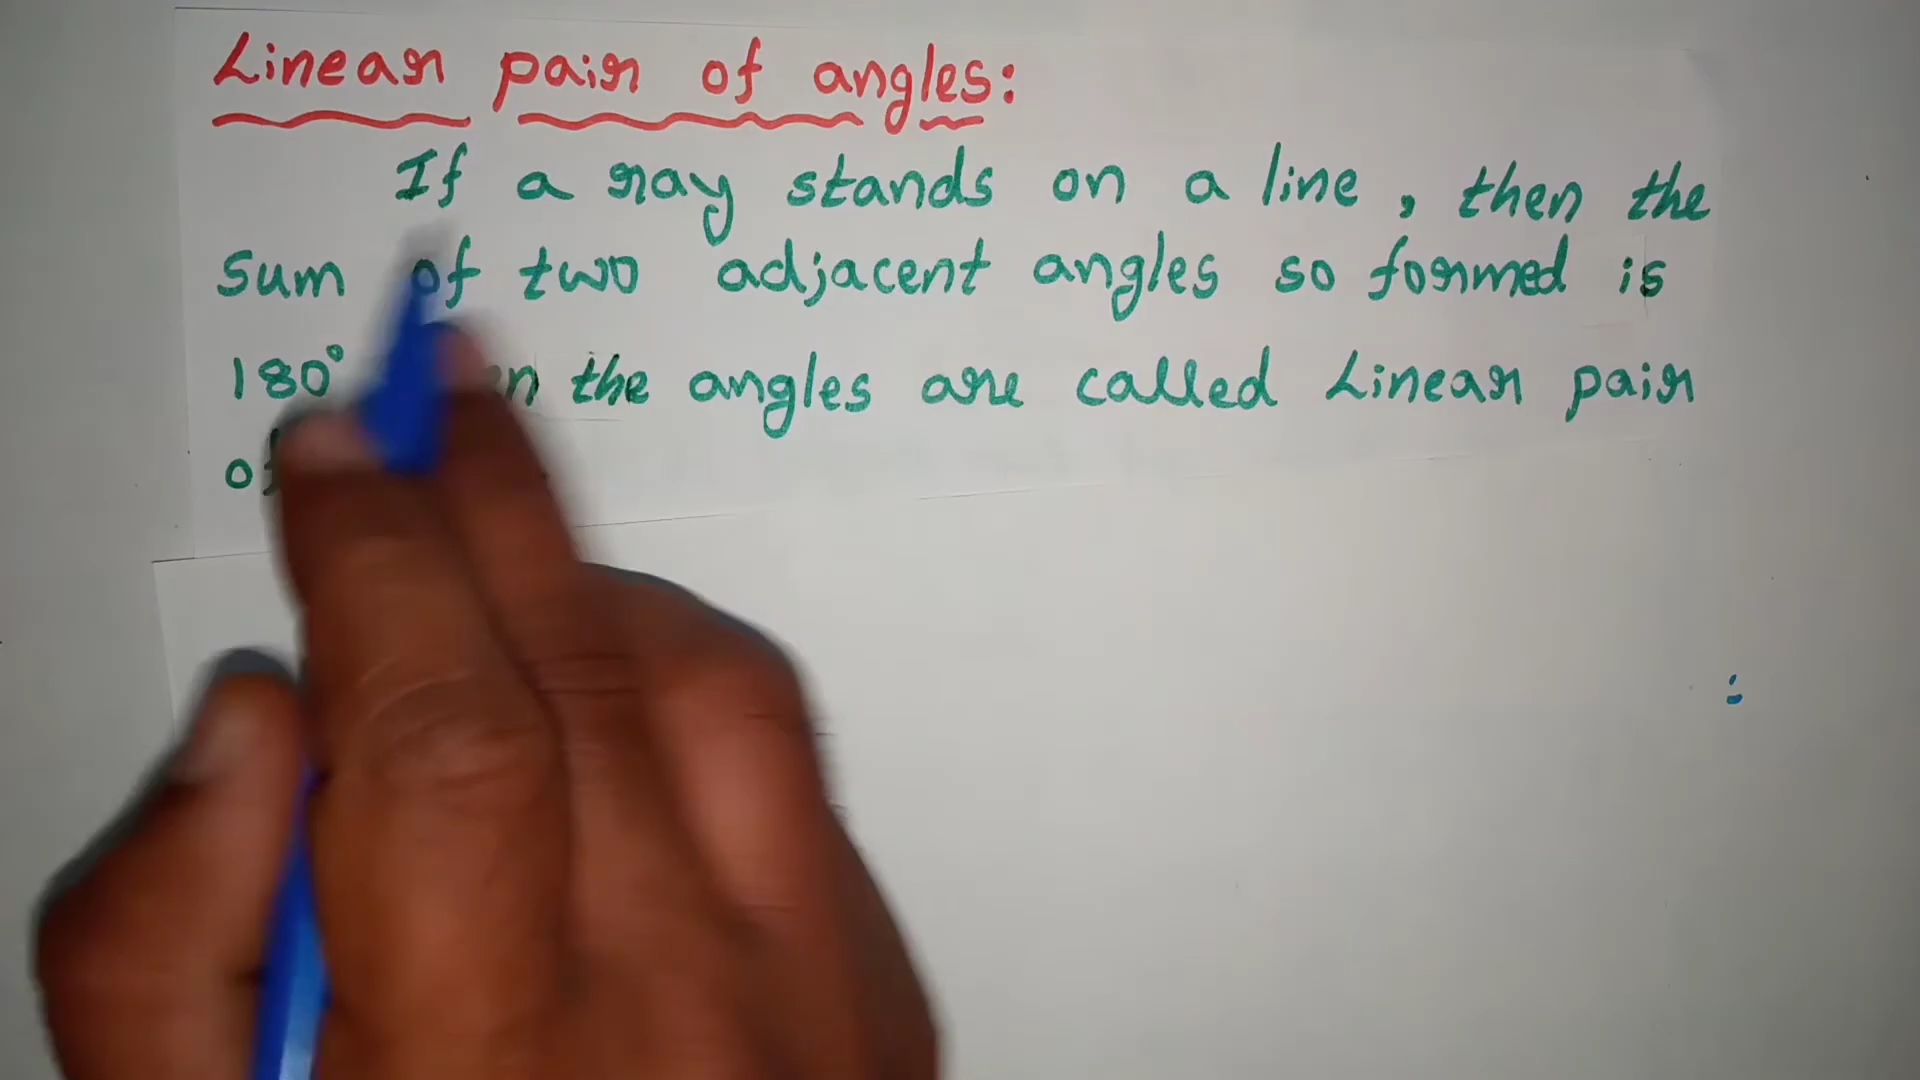 Linear pair of angles:
If a ray stands on a line, then the
sum of two adjacent angles so formed is
180° the angles are called Linear pair
of